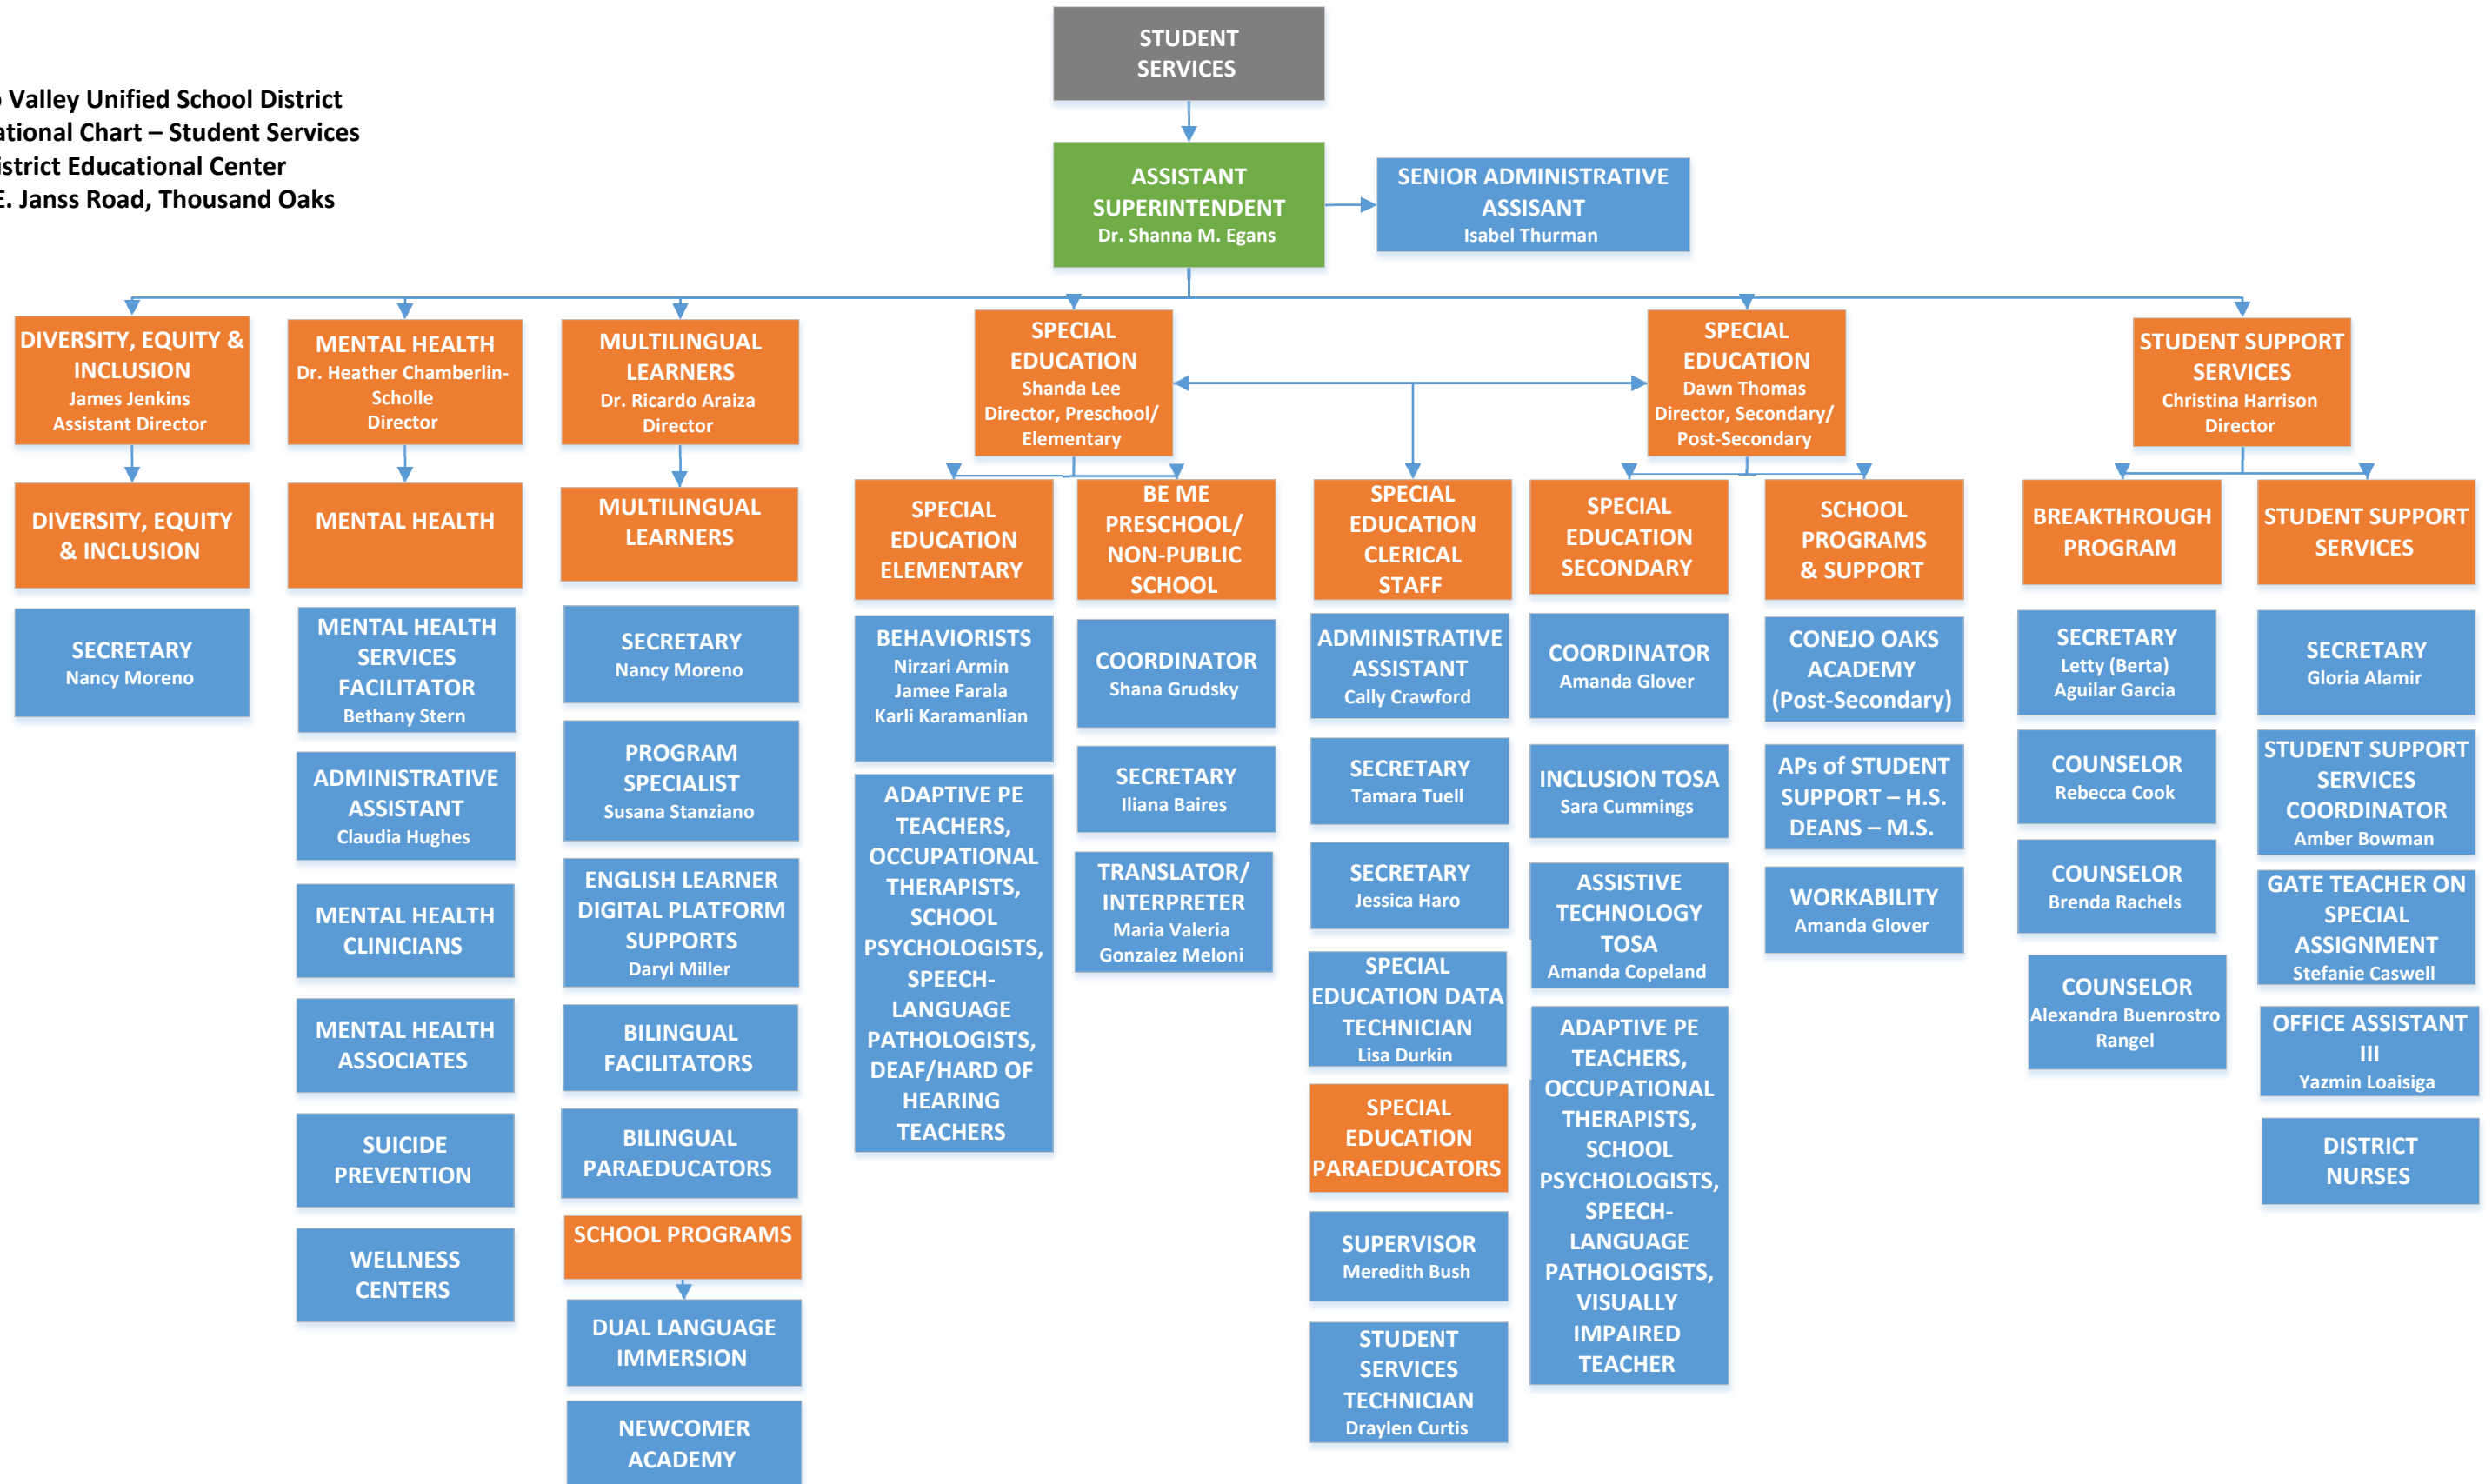 STUDENT
SERVICES
Valley Unified School District
ational Chart – Student Services
istrict Educational Center
E. Janss Road, Thousand Oaks
ASSISTANT
SUPERINTENDENT
Dr. Shanna M. Egans
SENIOR ADMINISTRATIVE
ASSISANT
Isabel Thurman
DIVERSITY, EQUITY &
INCLUSION
James Jenkins
Assistant Director
MENTAL HEALTH
Dr. Heather Chamberlin-
Scholle
Director
MULTILINGUAL
LEARNERS
Dr. Ricardo Araiza
Director
SPECIAL
EDUCATION
Shanda Lee
Director, Preschool/
Elementary
SPECIAL
EDUCATION
Dawn Thomas
Director, Secondary/
Post-Secondary
STUDENT SUPPORT
SERVICES
Christina Harrison
Director
DIVERSITY, EQUITY
& INCLUSION
SECRETARY
Nancy Moreno
MENTAL HEALTH
MENTAL HEALTH
SERVICES
FACILITATOR
Bethany Stern
ADMINISTRATIVE
ASSISTANT
Claudia Hughes
MENTAL HEALTH
CLINICIANS
MENTAL HEALTH
ASSOCIATES
SUICIDE
PREVENTION
WELLNESS
CENTERS
MULTILINGUAL
LEARNERS
SECRETARY
Nancy Moreno
PROGRAM
SPECIALIST
Susana Stanziano
ENGLISH LEARNER
DIGITAL PLATFORM
SUPPORTS
Daryl Miller
BILINGUAL
FACILITATORS
BILINGUAL
PARAEDUCATORS
SCHOOL PROGRAMS
DUAL LANGUAGE
IMMERSION
NEWCOMER
ACADEMY
SPECIAL
EDUCATION
ELEMENTARY
BEHAVIORISTS
Nirzari Armin
Jamee Farala
Karli Karamanlian
ADAPTIVE PE
TEACHERS,
OCCUPATIONAL
THERAPISTS,
SCHOOL
PSYCHOLOGISTS,
SPEECH-
LANGUAGE
PATHOLOGISTS,
DEAF/HARD OF
HEARING
TEACHERS
BE ME
PRESCHOOL/
NON-PUBLIC
SCHOOL
COORDINATOR
Shana Grudsky
SECRETARY
Iliana Baires
TRANSLATOR/
INTERPRETER
Maria Valeria
Gonzalez Meloni
SPECIAL
EDUCATION
CLERICAL
STAFF
ADMINISTRATIVE
ASSISTANT
Cally Crawford
SECRETARY
Tamara Tuell
SECRETARY
Jessica Haro
SPECIAL
EDUCATION DATA
TECHNICIAN
Lisa Durkin
SPECIAL
EDUCATION
PARAEDUCATORS
SUPERVISOR
Meredith Bush
STUDENT
SERVICES
TECHNICIAN
Draylen Curtis
SPECIAL
EDUCATION
SECONDARY
COORDINATOR
Amanda Glover
INCLUSION TOSA
Sara Cummings
ASSISTIVE
TECHNOLOGY
TOSA
Amanda Copeland
ADAPTIVE PE
TEACHERS,
OCCUPATIONAL
THERAPISTS,
SCHOOL
PSYCHOLOGISTS,
SPEECH-
LANGUAGE
PATHOLOGISTS,
VISUALLY
IMPAIRED
TEACHER
SCHOOL
PROGRAMS
& SUPPORT
CONEJO OAKS
ACADEMY
(Post-Secondary)
APs of STUDENT
SUPPORT – H.S.
DEANS – M.S.
WORKABILITY
Amanda Glover
BREAKTHROUGH
PROGRAM
SECRETARY
Letty (Berta)
Aguilar Garcia
COUNSELOR
Rebecca Cook
COUNSELOR
Brenda Rachels
COUNSELOR
Alexandra Buenrostro
Rangel
STUDENT SUPPORT
SERVICES
SECRETARY
Gloria Alamir
STUDENT SUPPORT
SERVICES
COORDINATOR
Amber Bowman
GATE TEACHER ON
SPECIAL
ASSIGNMENT
Stefanie Caswell
OFFICE ASSISTANT
III
Yazmin Loaisiga
DISTRICT
NURSES